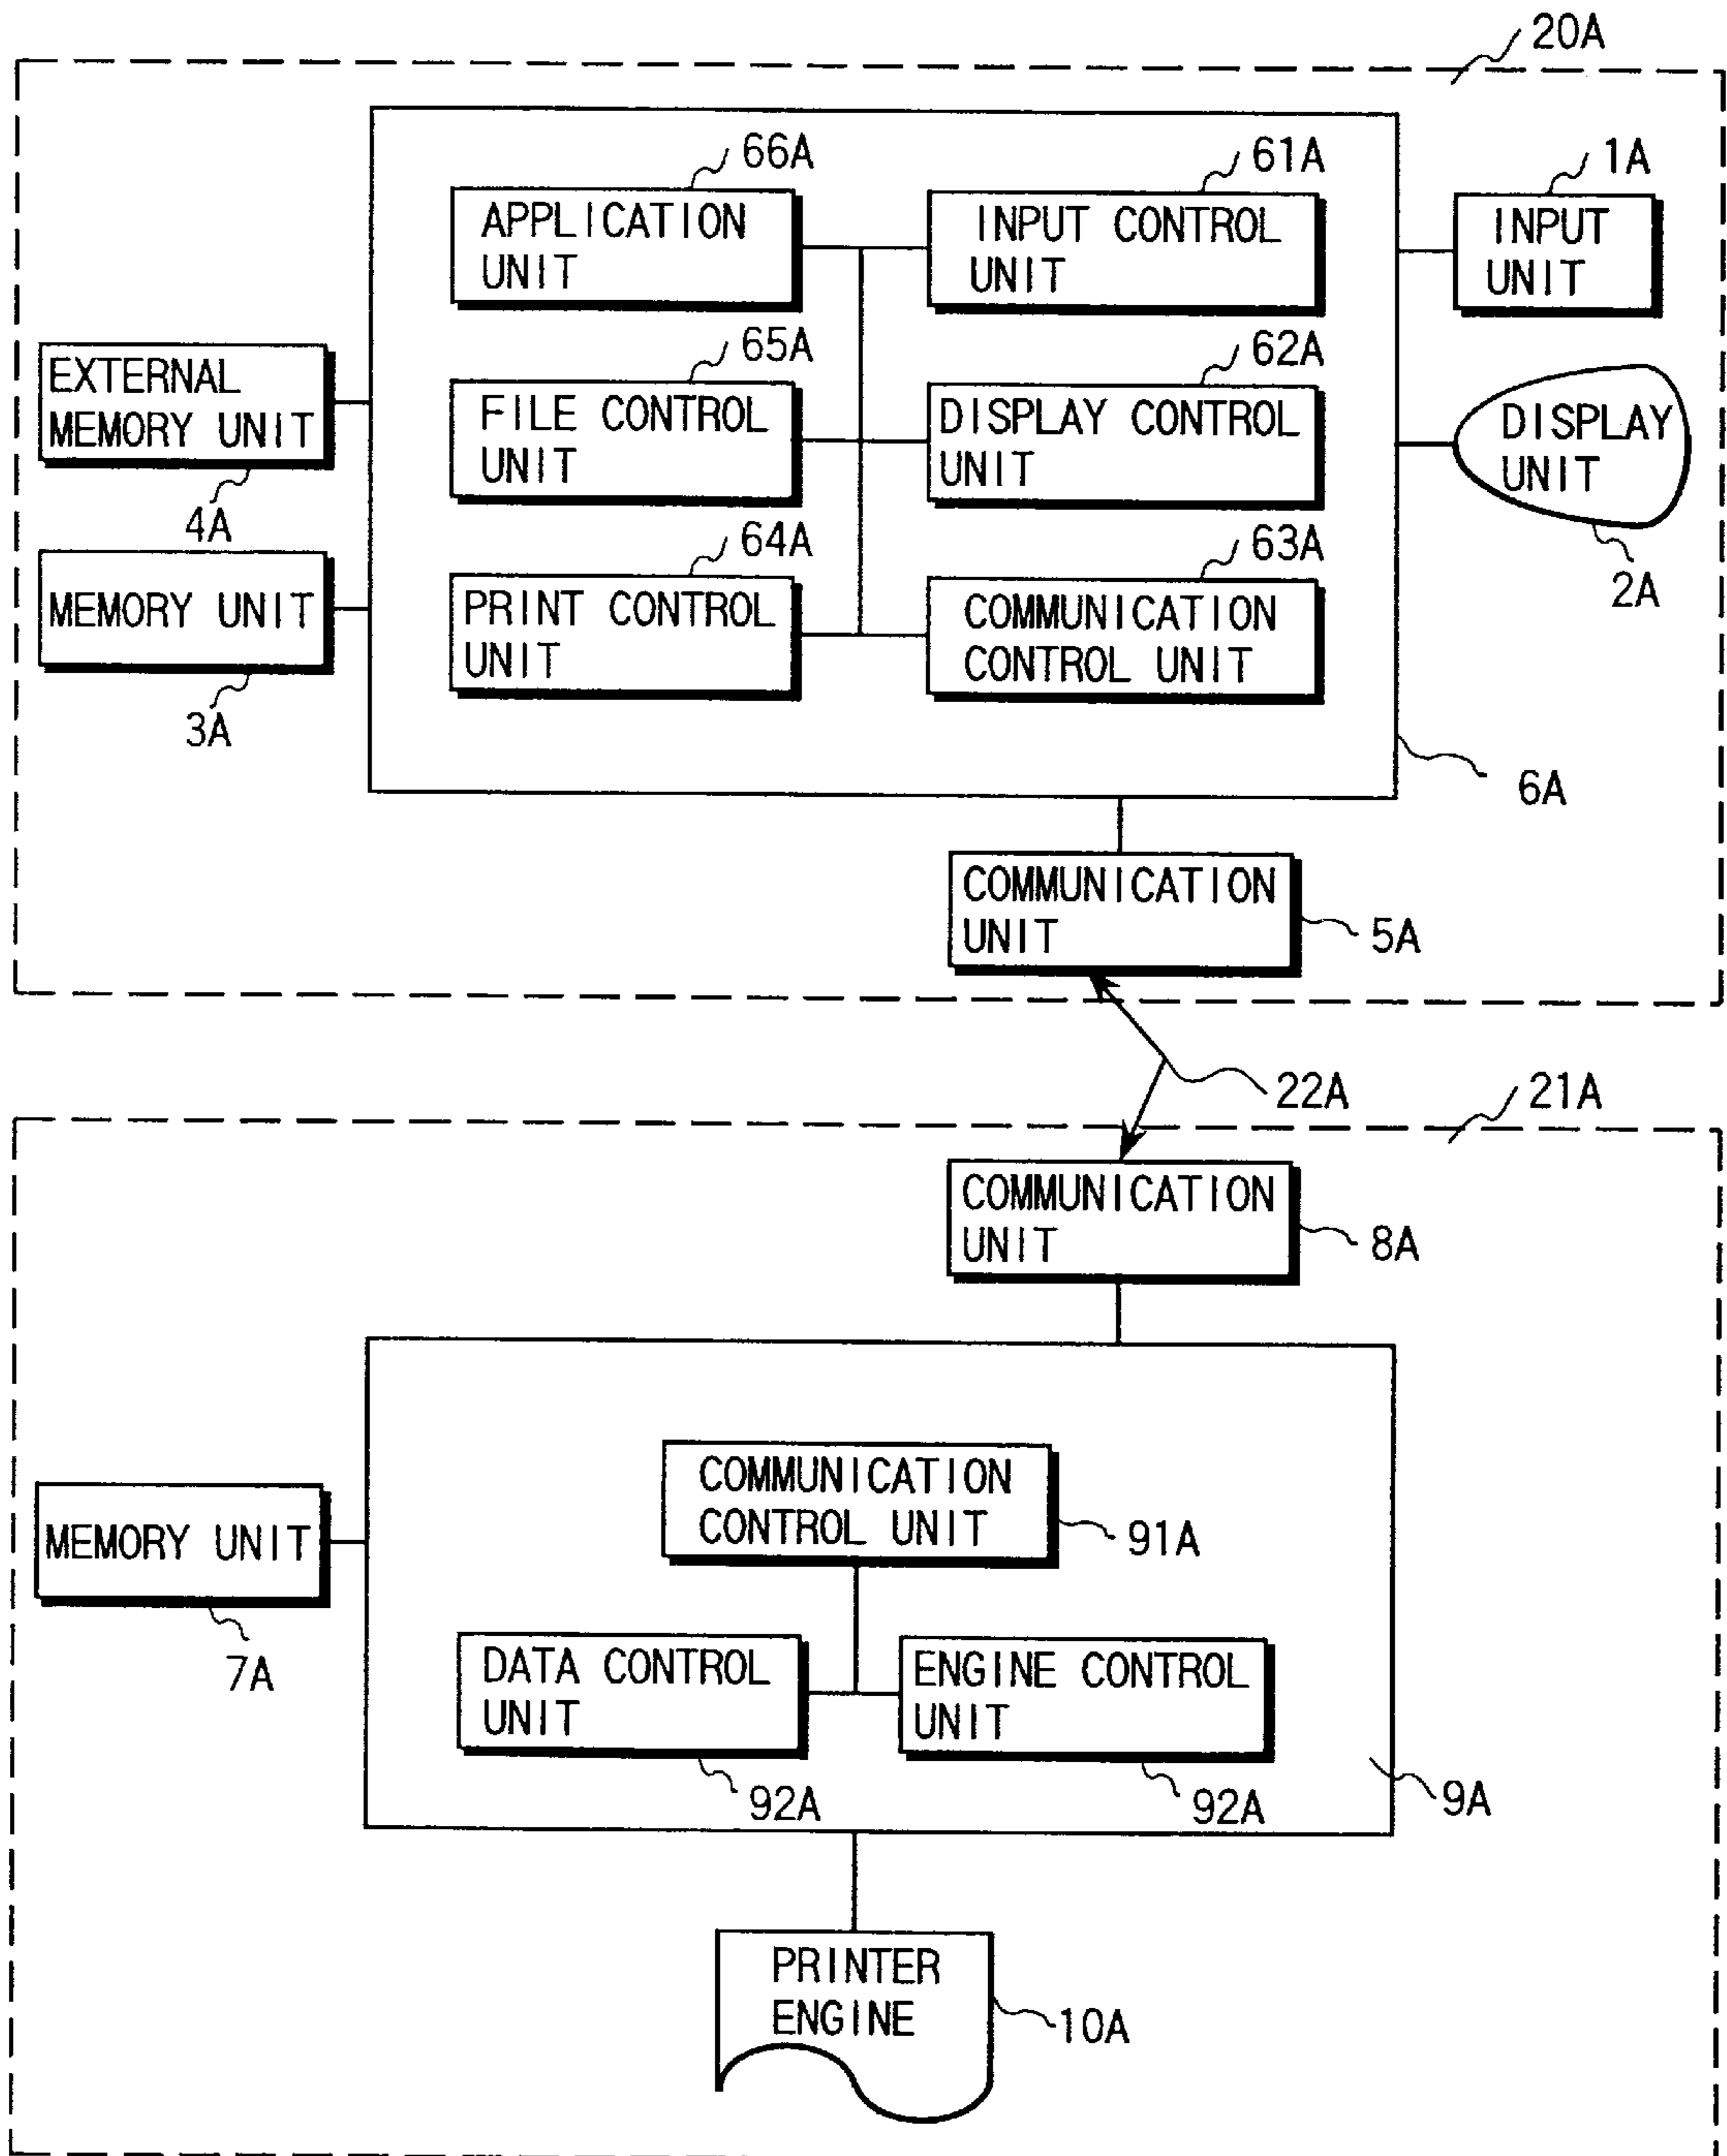 20A
66A
61A
1A
APPLICATION
UNIT
INPUT CONTROL
UNIT
INPUT
UNIT
65A
62A
EXTERNAL
MEMORY UNIT
FILE CONTROL
UNIT
DISPLAY CONTROL
UNIT
DISPLAY
UNIT
4A
64A
63A
2A
MEMORY UNIT
PRINT CONTROL
UNIT
COMMUNICATION
CONTROL UNIT
3A
6A
COMMUNICATION
UNIT
5A
22A
21A
COMMUNICATION
UNIT
8A
COMMUNICATION
CONTROL UNIT
91A
MEMORY UNIT
7A
DATA CONTROL
UNIT
ENGINE CONTROL
UNIT
92A
92A
9A
PRINTER
ENGINE
10A